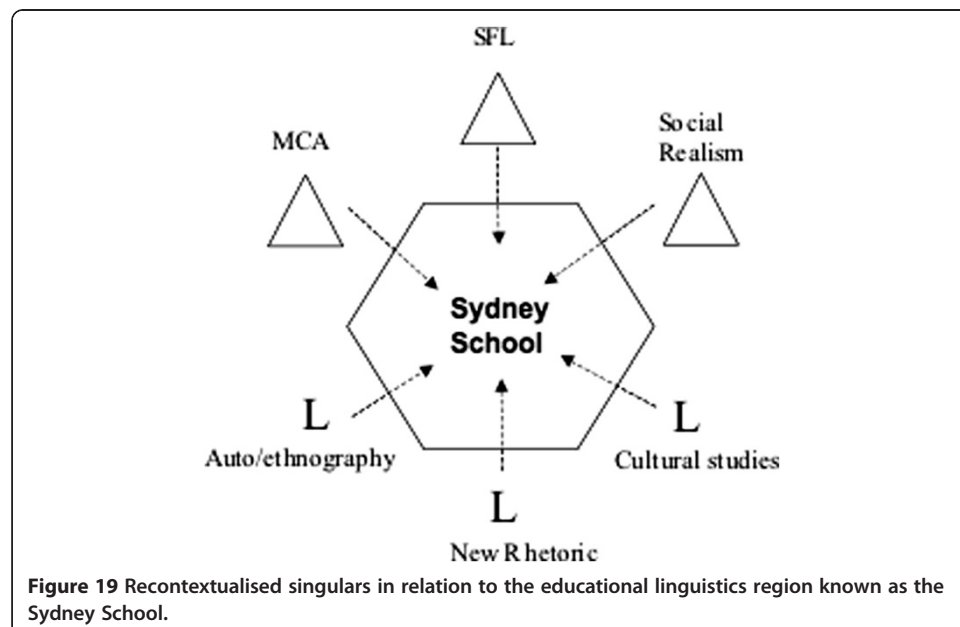 SFL
MCA
Social
Realism
Sydney
School
L
Auto/ethnography
L
Cultural studies
L
New Rhetoric
Figure 19 Recontextualised singulars in relation to the educational linguistics region known as the
Sydney School.